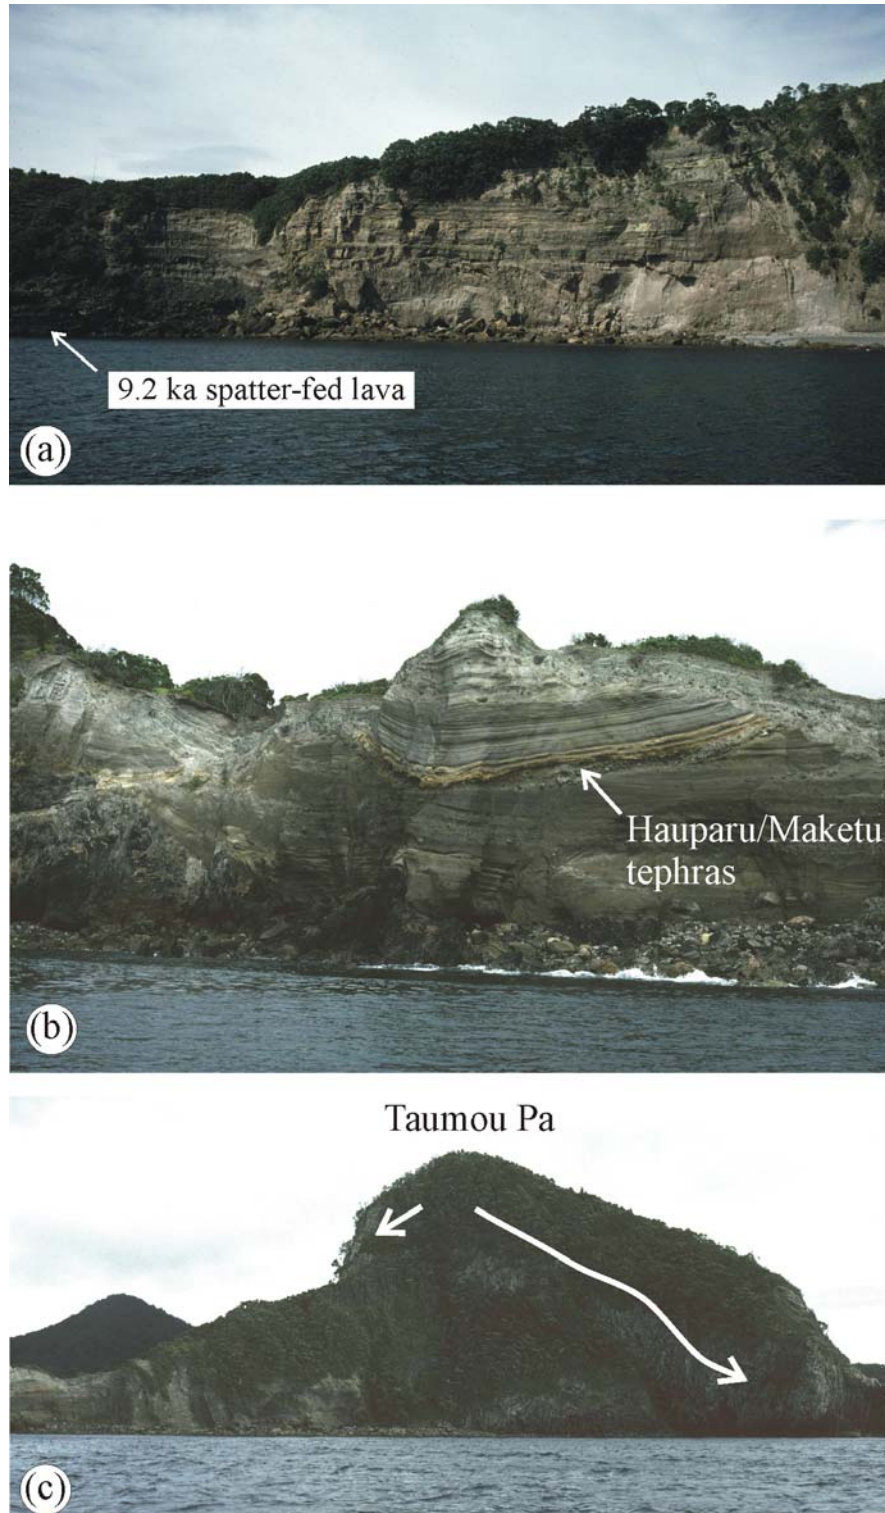 9.2 ka spatter-fed lava
(a)
Hauparu/Maketu
tephras
(b)
Taumou Pa
(c)